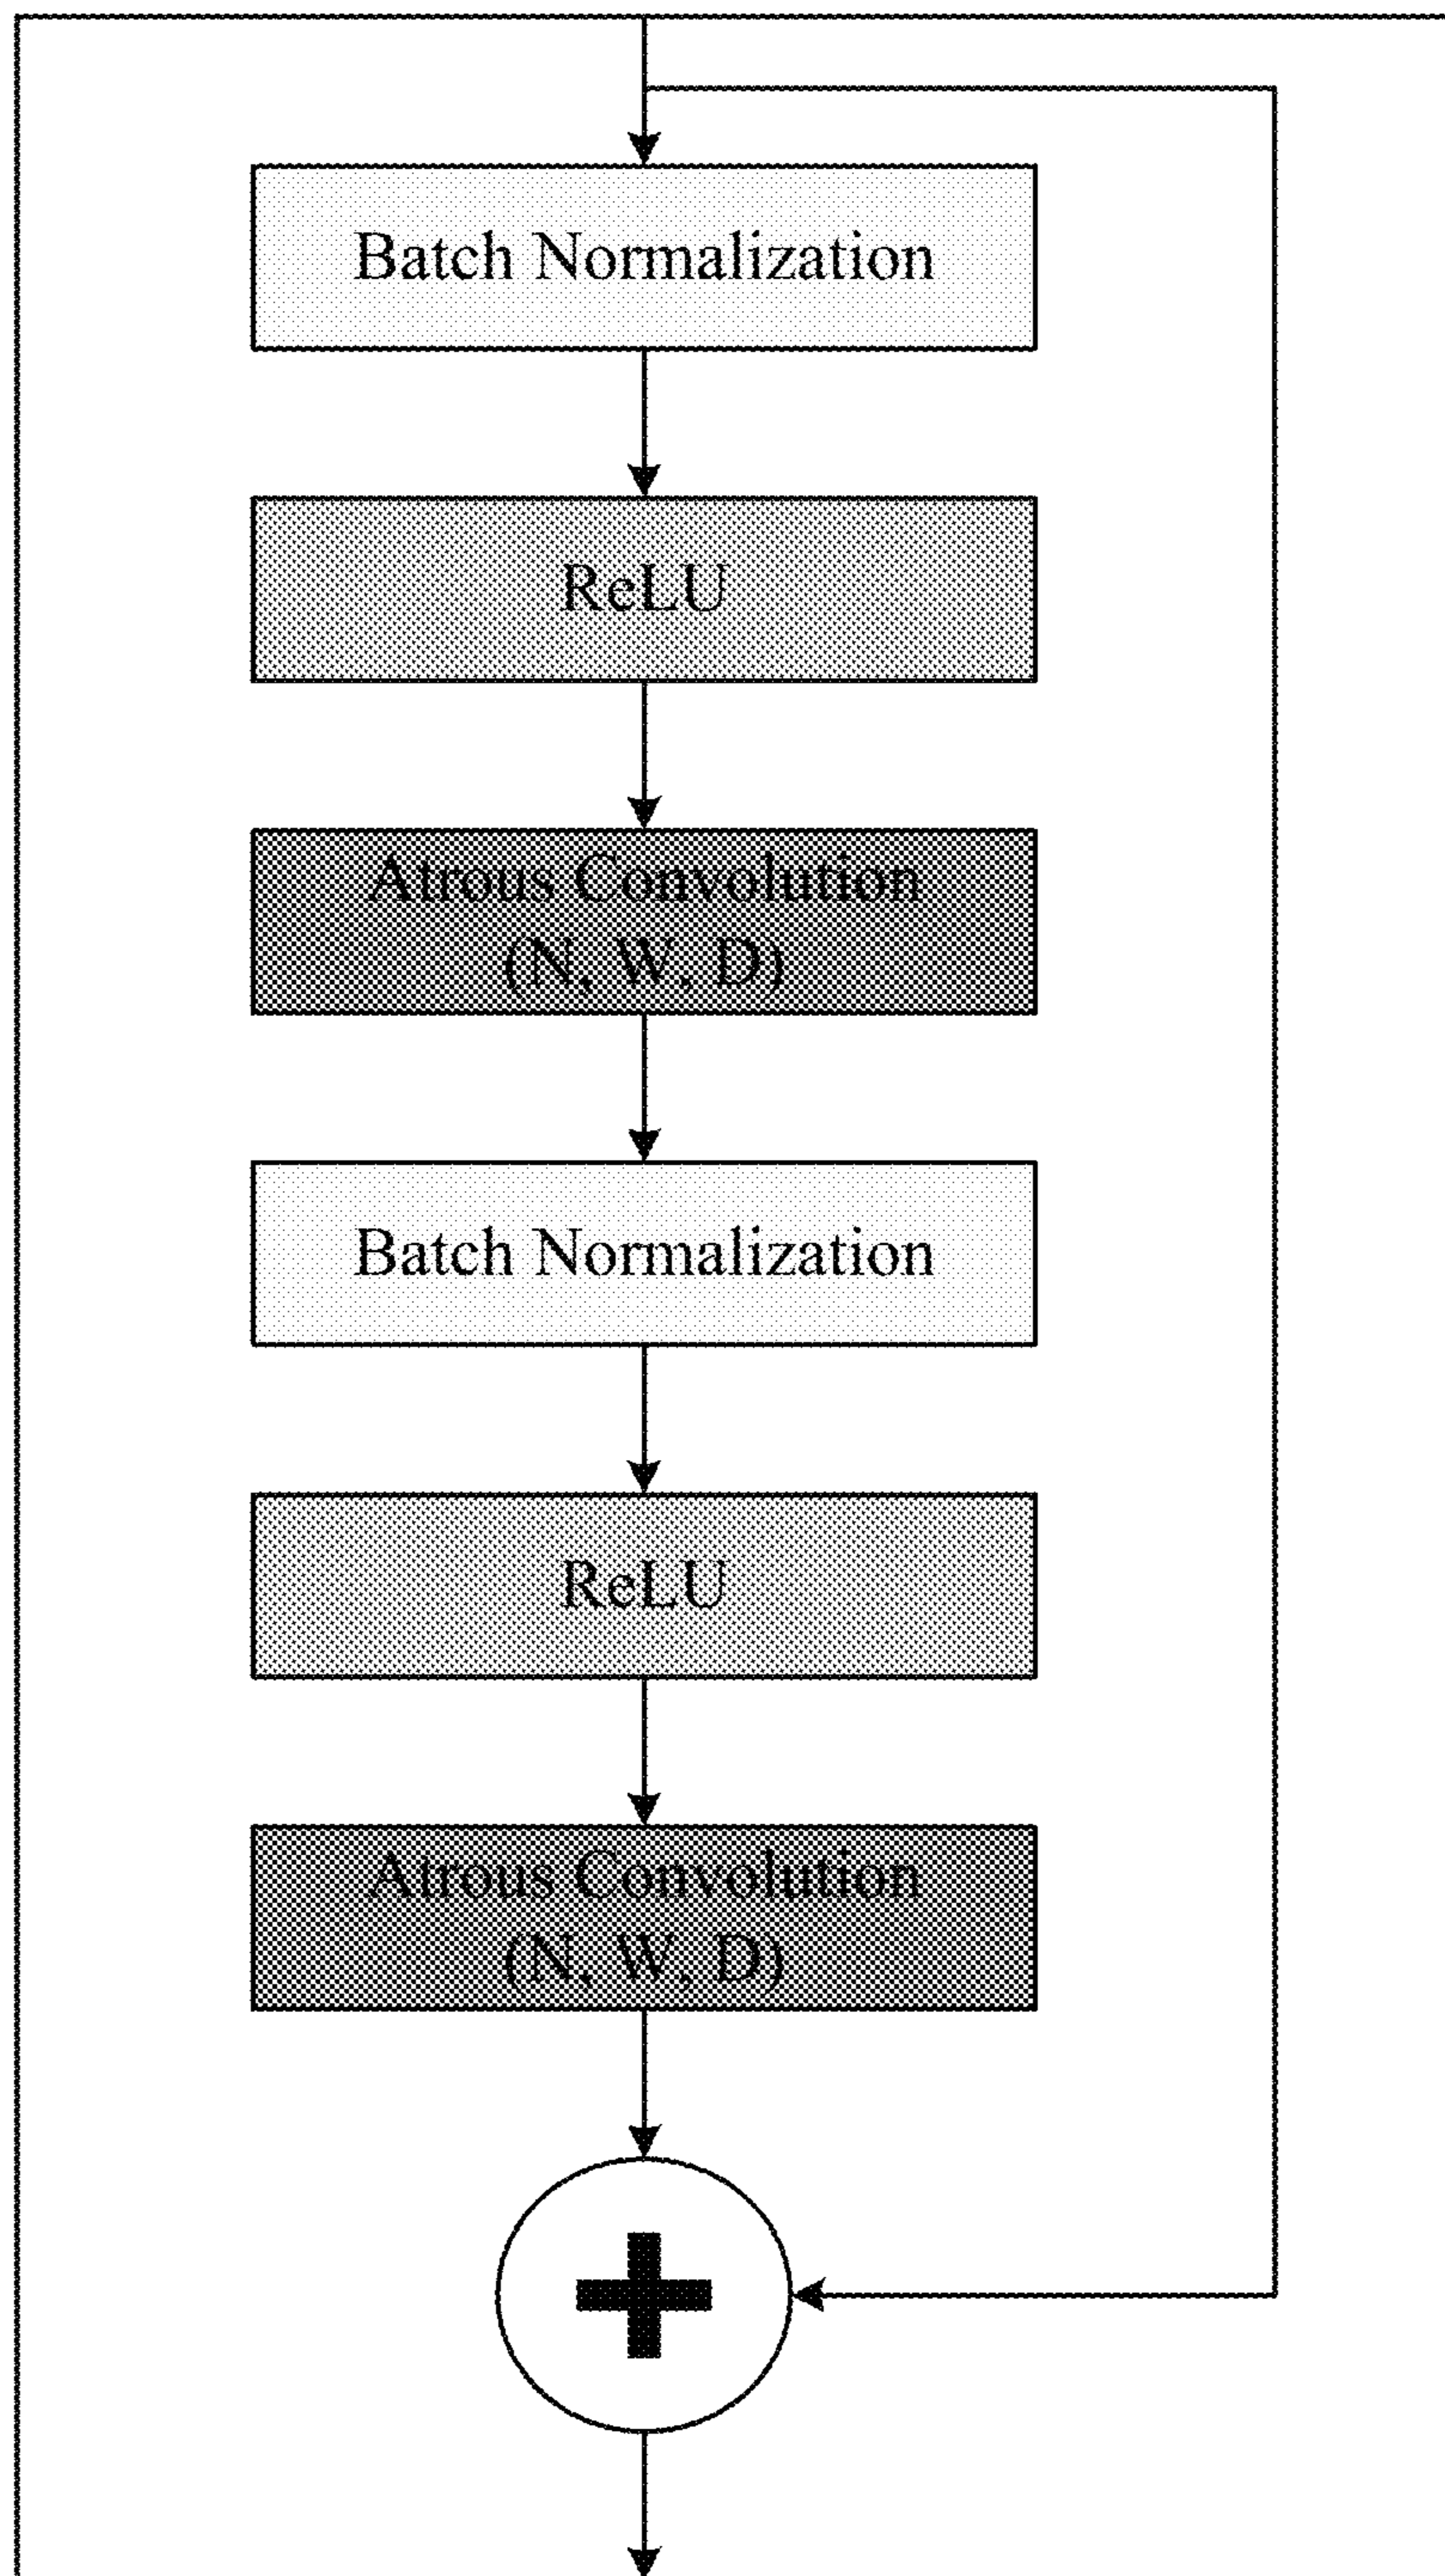 Batch Normalization
ReLU
Atrous Convolution
(N, W, D)
Batch Normalization
ReLU
Atrous Convolution
(N, W, D)